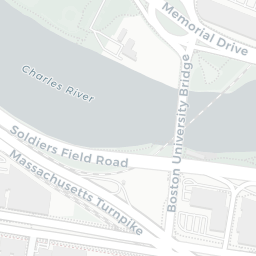 Memorial Drive
Charles River
Boston University Bridge
Soldiers Field Road
Massachusetts Turnpike